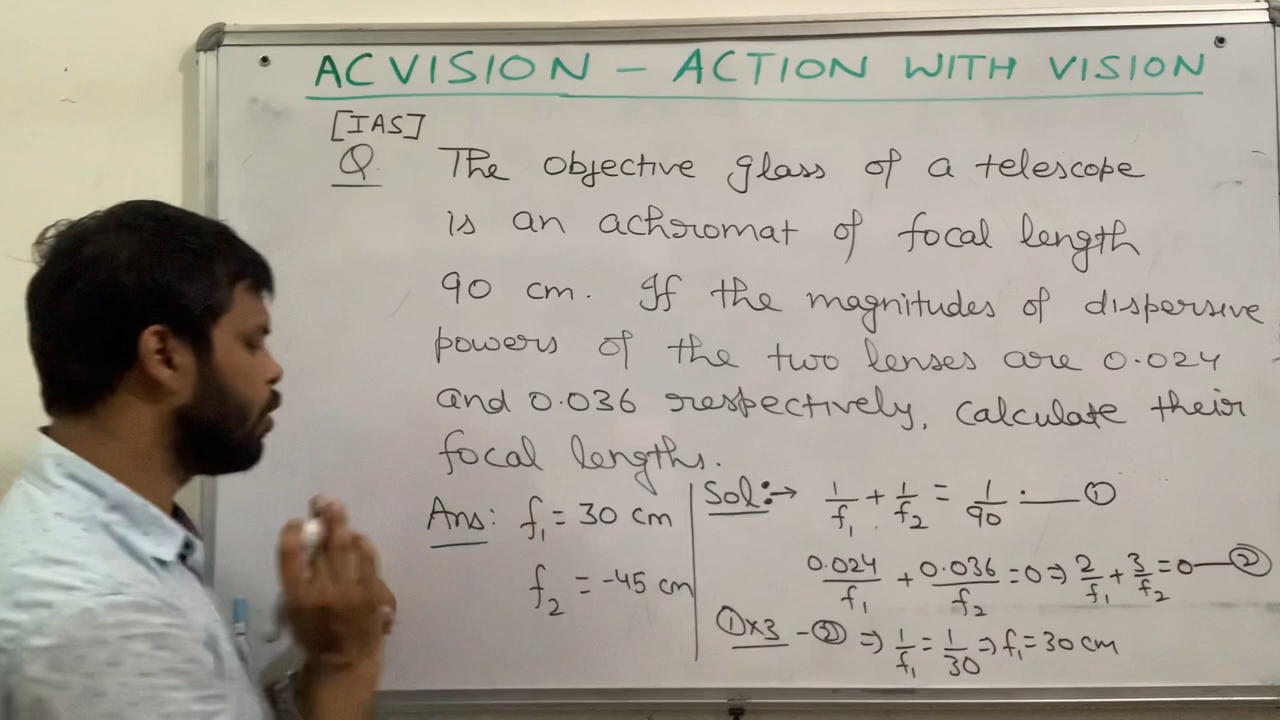 ACVISION - ACTION WITH VISION
[IAS]
Q. The objective glass of a telescope
is an achromat of focal length
90 cm. If the magnitudes of dispersive
powers of the two lenses are 0.024
and 0.036 respectively, calculate their
focal lengths.
Ans: f₁ = 30 cm
f₂ = -45 cm
Sol:→ 1/f₁ + 1/f₂ = 1/90 .—— ①
0.024/f₁ + 0.036/f₂ = 0 ⇒ 2/f₁ + 3/f₂ = 0 —— ②
①×3 - ② ⇒ 1/f₁ = 1/30 ⇒ f₁ = 30 cm